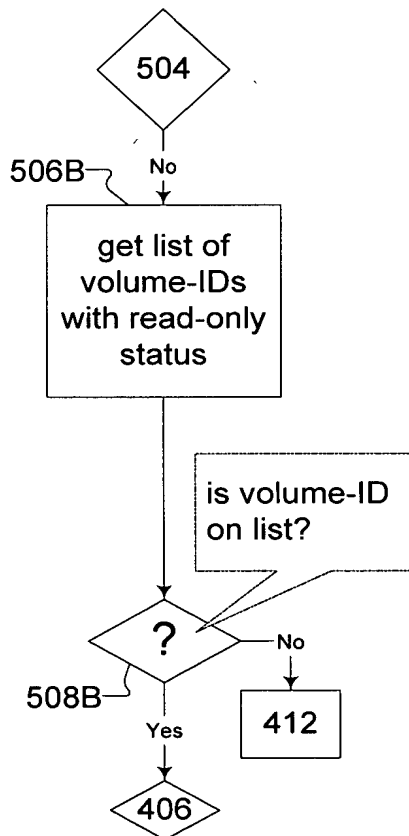 504
No
506B
get list of
volume-IDs
with read-only
status
is volume-ID
on list?
?
No
508B
412
Yes
406